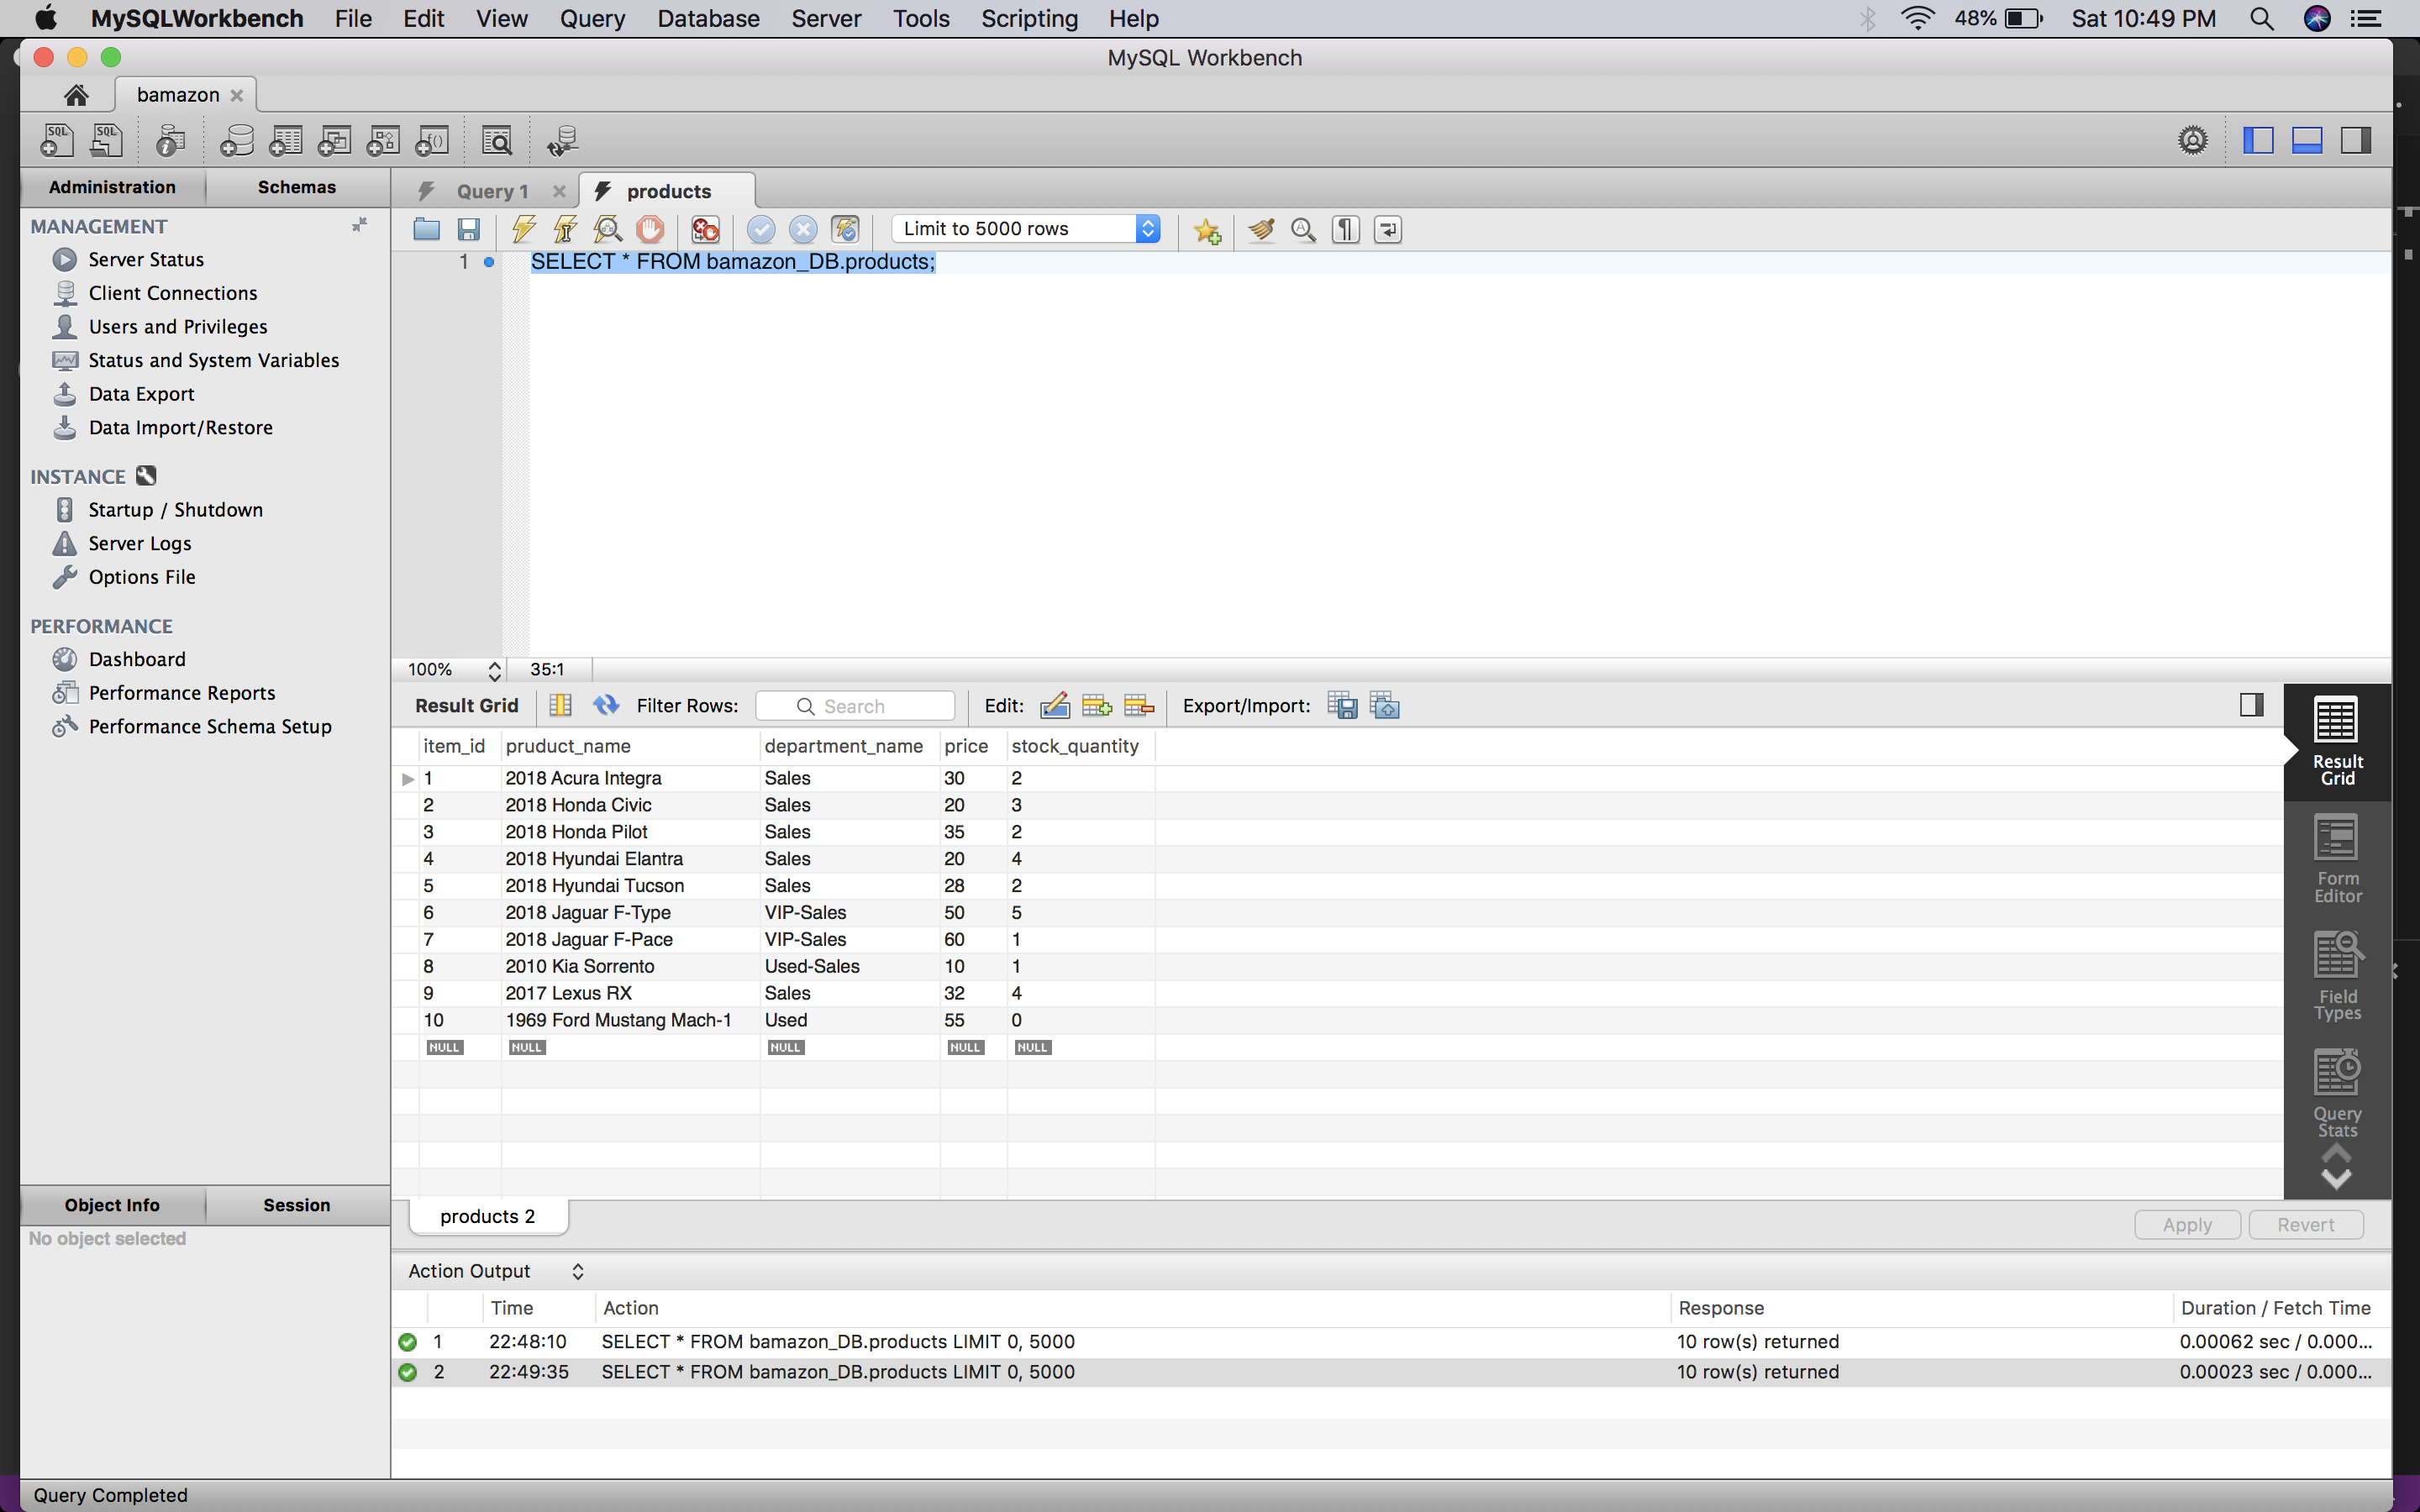 MySQLWorkbench File Edit View Query Database Server Tools Scripting Help 48% Sat 10:49 PM
MySQL Workbench
bamazon
SQL SQL
Administration Schemas
Query 1 products
MANAGEMENT
Server Status
Client Connections
Users and Privileges
Status and System Variables
Data Export
Data Import/Restore
INSTANCE
Startup / Shutdown
Server Logs
Options File
PERFORMANCE
Dashboard
Performance Reports
Performance Schema Setup
Object Info Session
No object selected
Limit to 5000 rows
1 SELECT * FROM bamazon_DB.products;
100% 35:1
Result Grid Filter Rows: Search Edit: Export/Import:
item_id pruduct_name department_name price stock_quantity
1 2018 Acura Integra Sales 30 2
2 2018 Honda Civic Sales 20 3
3 2018 Honda Pilot Sales 35 2
4 2018 Hyundai Elantra Sales 20 4
5 2018 Hyundai Tucson Sales 28 2
6 2018 Jaguar F-Type VIP-Sales 50 5
7 2018 Jaguar F-Pace VIP-Sales 60 1
8 2010 Kia Sorrento Used-Sales 10 1
9 2017 Lexus RX Sales 32 4
10 1969 Ford Mustang Mach-1 Used 55 0
NULL NULL NULL NULL NULL
Result
Grid
Form
Editor
Field
Types
Query
Stats
products 2
Apply Revert
Action Output
Time Action Response Duration / Fetch Time
1 22:48:10 SELECT * FROM bamazon_DB.products LIMIT 0, 5000 10 row(s) returned 0.00062 sec / 0.000...
2 22:49:35 SELECT * FROM bamazon_DB.products LIMIT 0, 5000 10 row(s) returned 0.00023 sec / 0.000...
Query Completed